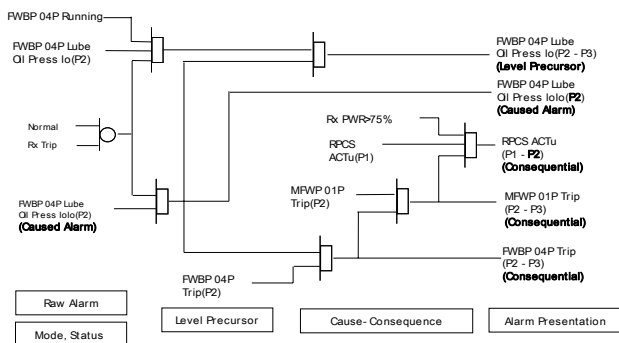 FWBP 04P Running
FWBP 04P Lube
Oil Press lo(P2)
Normal
Rx Trip
FWBP 04P Lube
Oil Press lolo(P2)
(Caused Alarm)
FWBP 04P
Trip(P2)
MFWP 01P
Trip(P2)
Rx PWR>75%
RPCS
ACTu(P1)
FWBP 04P Lube
Oil Press lo(P2 - P3)
(Level Precursor)
FWBP 04P Lube
Oil Press lolo(P2)
(Caused Alarm)
RPCS ACTu
(P1 - P2)
(Consequential)
MFWP 01P Trip
(P2 - P3)
(Consequential)
FWBP 04P Trip
(P2 - P3)
(Consequential)
Raw Alarm
Mode, Status
Level Precursor
Cause- Consequence
Alarm Presentation